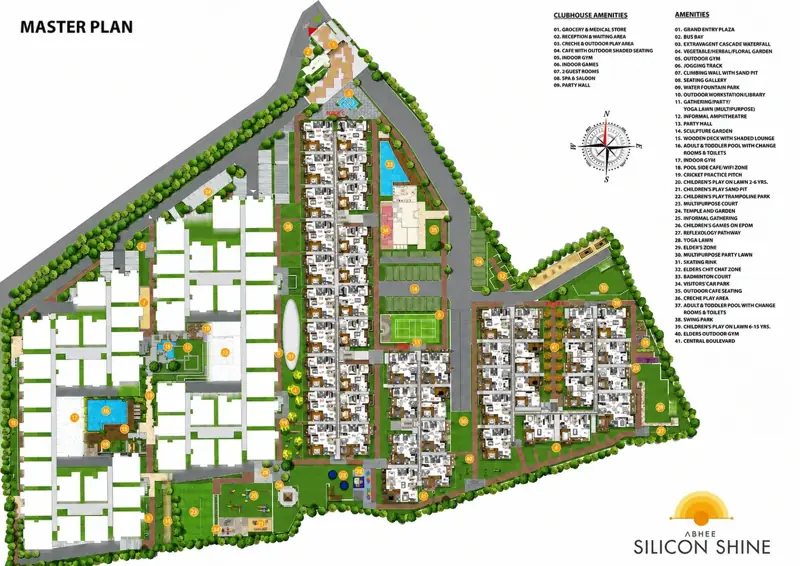 MASTER PLAN
CLUBHOUSE AMENITIES
01. GROCERY & MEDICAL STORE
02. RECEPTION & WAITING AREA
03. CRECHE & OUTDOOR PLAY AREA
04. CAFE WITH OUTDOOR SHADED SEATING
05. INDOOR GYM
06. INDOOR GAMES
07. 2 GUEST ROOMS
08. SPA & SALOON
09. PARTY HALL
AMENITIES
01. GRAND ENTRY PLAZA
02. BUS BAY
03. EXTRAVAGENT CASCADE WATERFALL
04. VEGETABLE/HERBAL/FLORAL GARDEN
05. OUTDOOR GYM
06. JOGGING TRACK
07. CLIMBING WALL WITH SAND PIT
08. SEATING GALLERY
09. WATER FOUNTAIN PARK
10. OUTDOOR WORKSTATION/LIBRARY
11. GATHERING/PARTY/
YOGA LAWN (MULTIPURPOSE)
12. INFORMAL AMPIITHEATRE
13. PARTY HALL
14. SCULPTURE GARDEN
15. WOODEN DECK WITH SHADED LOUNGE
16. ADULT & TODDLER POOL WITH CHANGE
ROOMS & TOILETS
17. INDOOR GYM
18. POOL SIDE CAFE/WIFI ZONE
19. CRICKET PRACTICE PITCH
20. CHILDREN'S PLAY ON LAWN 2-6 YRS.
21. CHILDREN'S PLAY SAND PIT
22. CHILDREN'S PLAY TRAMPOLINE PARK
23. MULTIPURPOSE COURT
24. TEMPLE AND GARDEN
25. INFORMAL GATHERING
26. CHILDREN'S GAMES ON EPDM
27. REFLEXOLOGY PATHWAY
28. YOGA LAWN
29. ELDER'S ZONE
30. MULTIPURPOSE PARTY LAWN
31. SKATING RINK
32. ELDERS CHIT CHAT ZONE
33. BADMINTON COURT
34. VISITORS'CAR PARK
35. OUTDOOR CAFE SEATING
36. CRECHE PLAY AREA
37. ADULT & TODDLER POOL WITH CHANGE
ROOMS & TOILETS
38. SWING PARK
39. CHILDREN'S PLAY ON LAWN 6-15 YRS.
40. ELDERS OUTDOOR GYM
41. CENTRAL BOULEVARD
N
W
E
S
ABHEE
SILICON SHINE